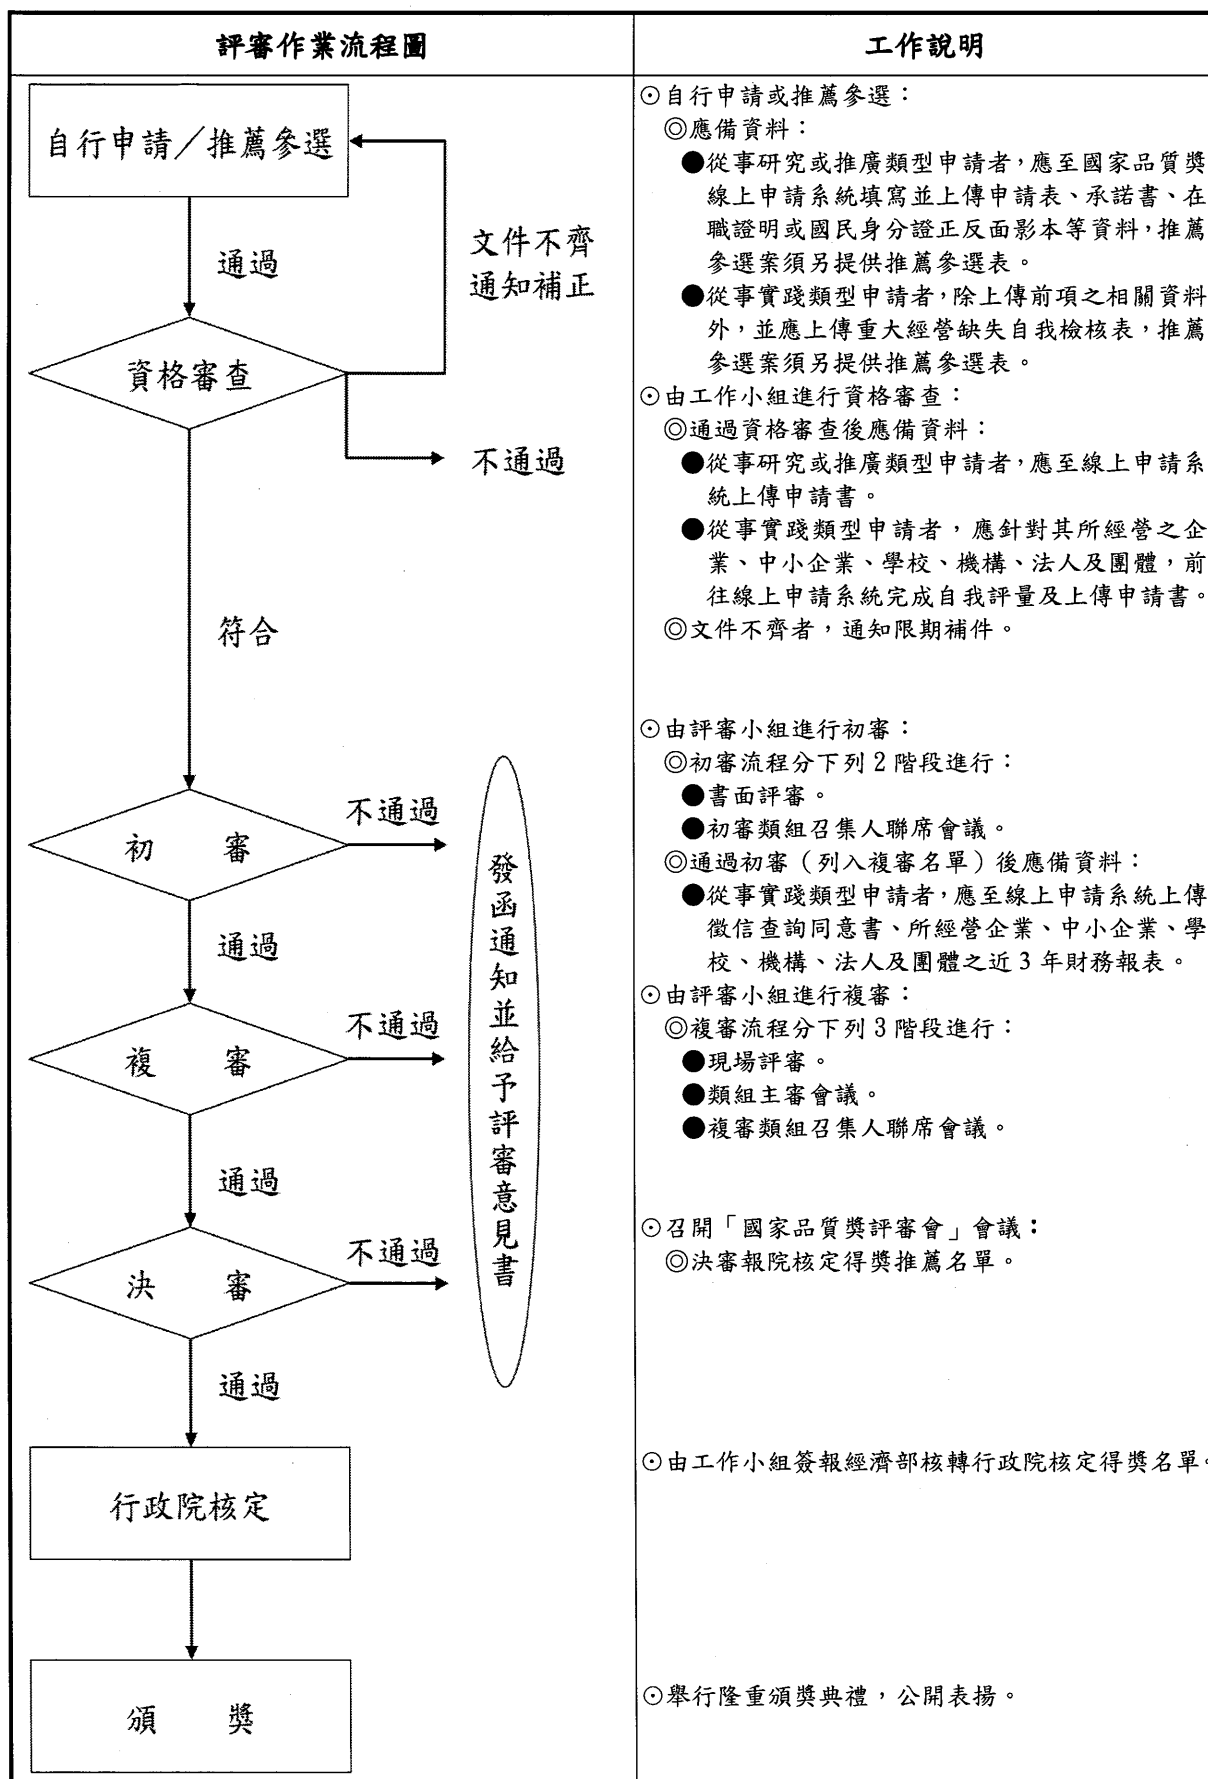 評審作業流程圖
工作說明
自行申請／推薦參選
通過
文件不齊
通知補正
資格審查
不通過
符合
初審
不通過
通過
複審
不通過
通過
決審
不通過
通過
發函通知並給予評審意見書
行政院核定
頒獎
⊙自行申請或推薦參選：
◎應備資料：
●從事研究或推廣類型申請者，應至國家品質獎
線上申請系統填寫並上傳申請表、承諾書、在
職證明或國民身分證正反面影本等資料，推薦
參選案須另提供推薦參選表。
●從事實踐類型申請者，除上傳前項之相關資料
外，並應上傳重大經營缺失自我檢核表，推薦
參選案須另提供推薦參選表。
⊙由工作小組進行資格審查：
◎通過資格審查後應備資料：
●從事研究或推廣類型申請者，應至線上申請系
統上傳申請書。
●從事實踐類型申請者，應針對其所經營之企
業、中小企業、學校、機構、法人及團體，前
往線上申請系統完成自我評量及上傳申請書。
◎文件不齊者，通知限期補件。
⊙由評審小組進行初審：
◎初審流程分下列2階段進行：
●書面評審。
●初審類組召集人聯席會議。
◎通過初審（列入複審名單）後應備資料：
●從事實踐類型申請者，應至線上申請系統上傳
徵信查詢同意書、所經營企業、中小企業、學
校、機構、法人及團體之近3年財務報表。
⊙由評審小組進行複審：
◎複審流程分下列3階段進行：
●現場評審。
●類組主審會議。
●複審類組召集人聯席會議。
⊙召開「國家品質獎評審會」會議：
◎決審報院核定得獎推薦名單。
⊙由工作小組簽報經濟部核轉行政院核定得獎名單。
⊙舉行隆重頒獎典禮，公開表揚。